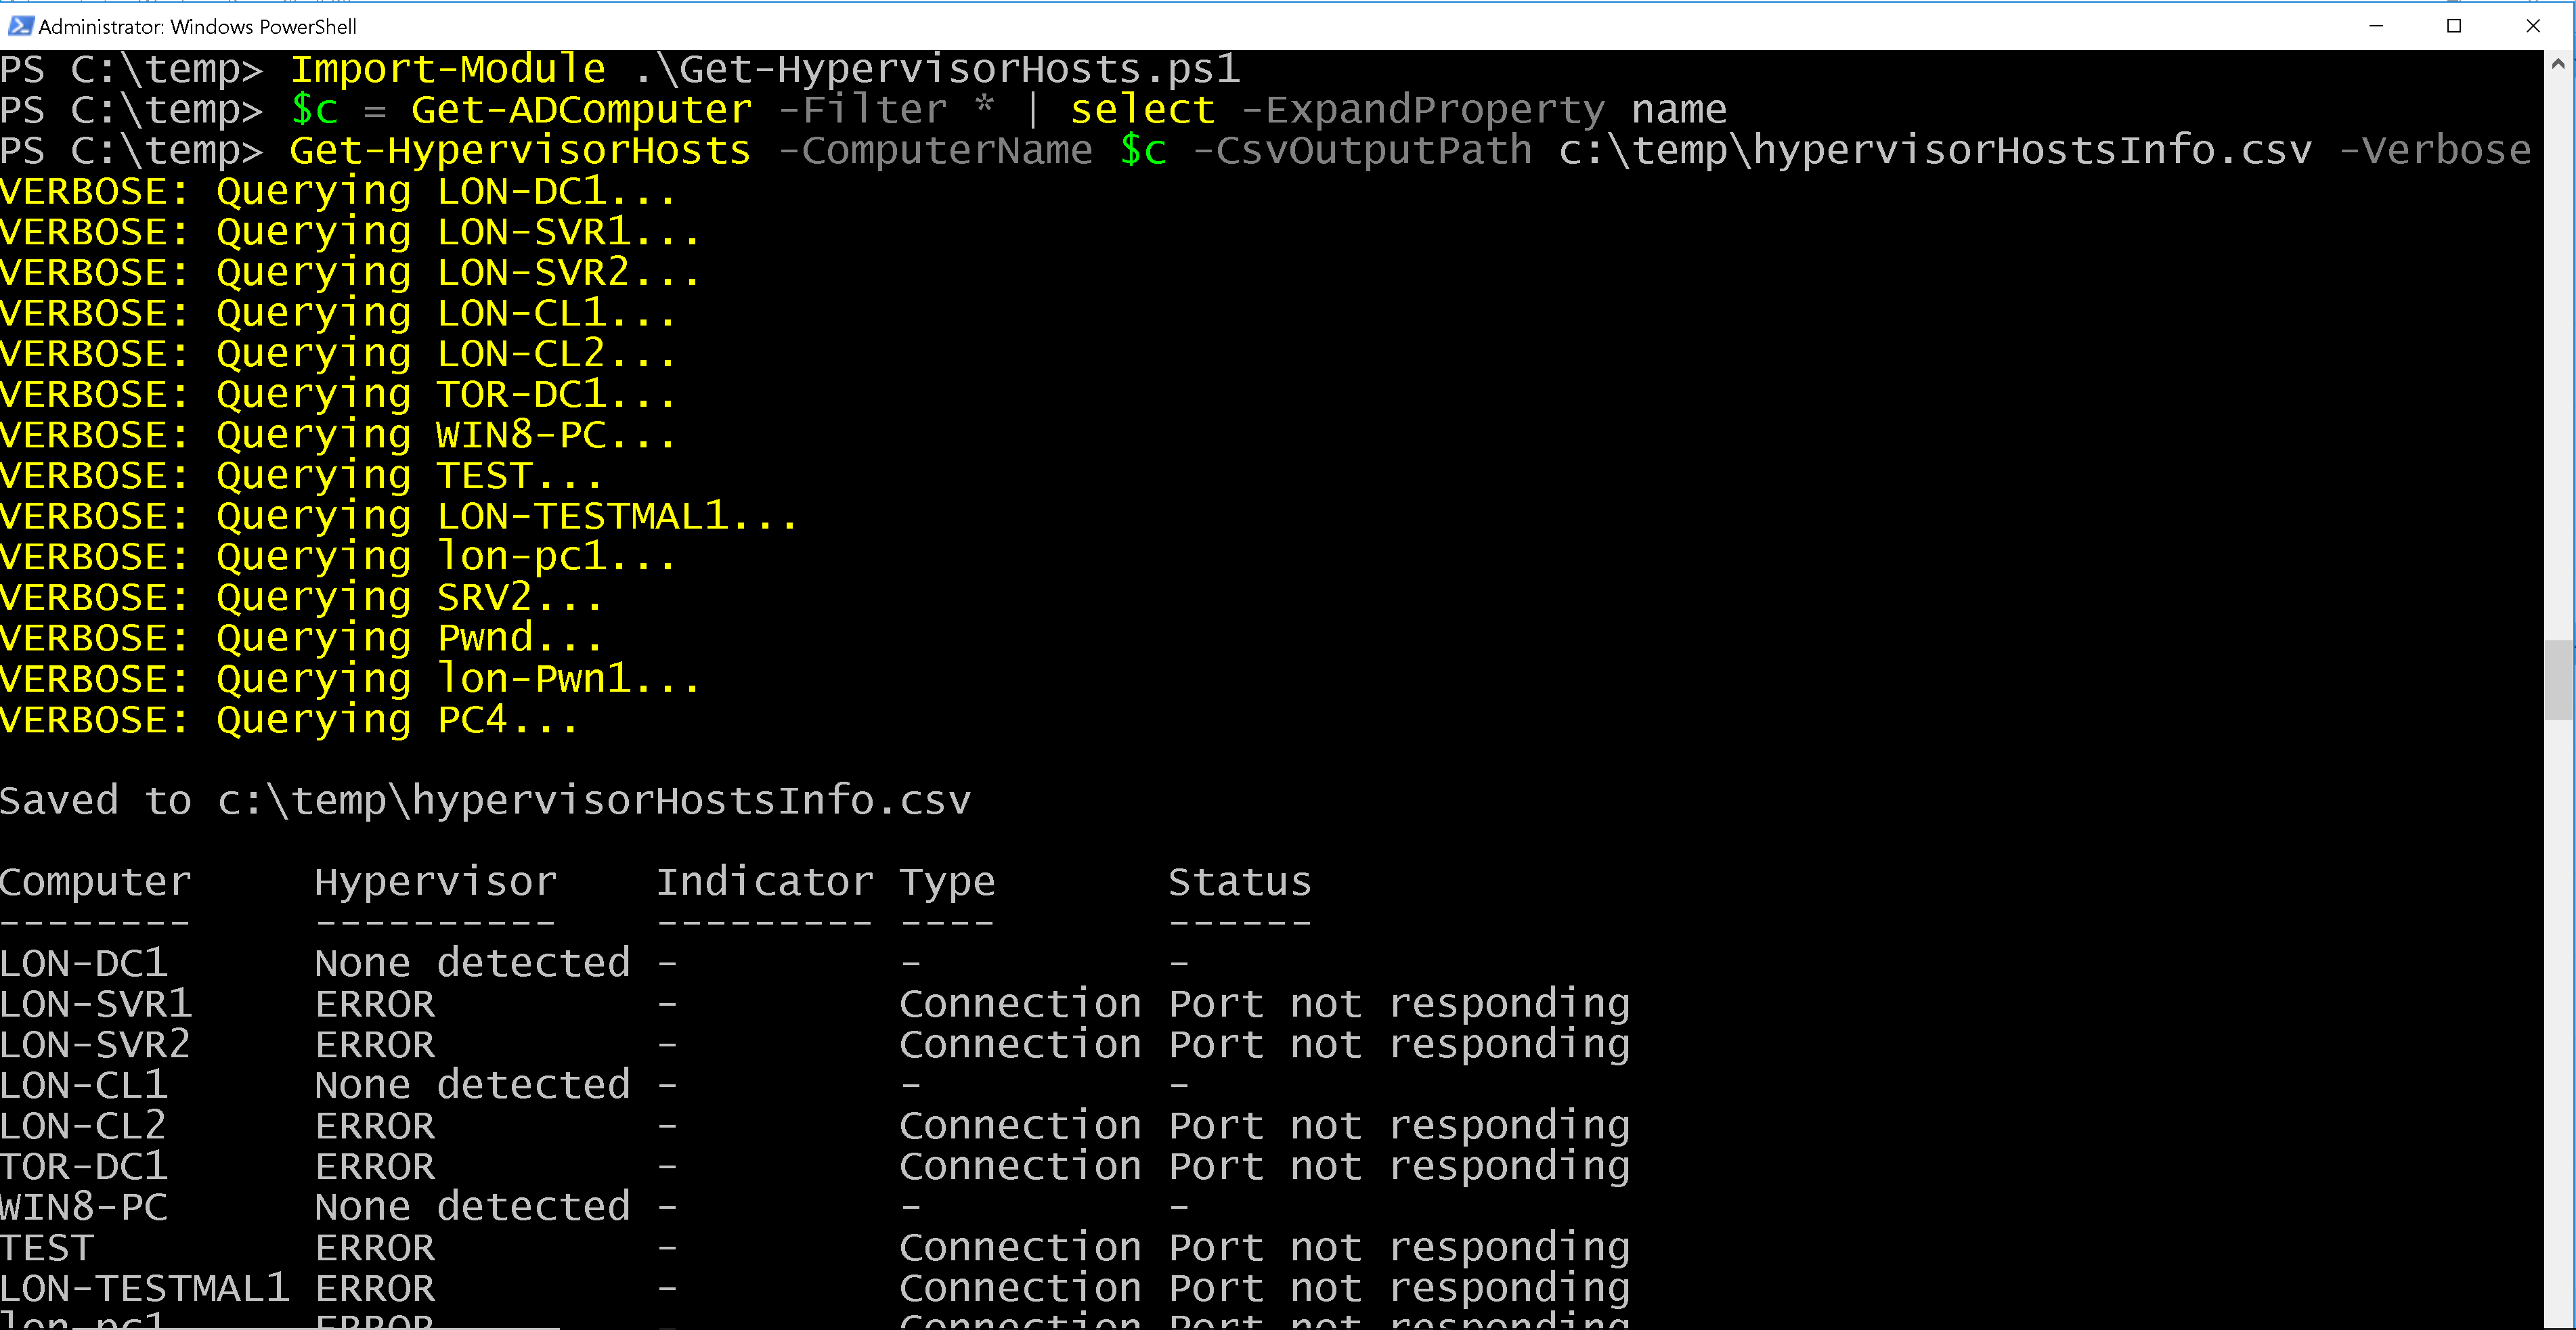 Administrator: Windows PowerShell
PS C:\temp> Import-Module .\Get-HypervisorHosts.ps1
PS C:\temp> $c = Get-ADComputer -Filter * | select -ExpandProperty name
PS C:\temp> Get-HypervisorHosts -ComputerName $c -CsvOutputPath c:\temp\hypervisorHostsInfo.csv -Verbose
VERBOSE: Querying LON-DC1...
VERBOSE: Querying LON-SVR1...
VERBOSE: Querying LON-SVR2...
VERBOSE: Querying LON-CL1...
VERBOSE: Querying LON-CL2...
VERBOSE: Querying TOR-DC1...
VERBOSE: Querying WIN8-PC...
VERBOSE: Querying TEST...
VERBOSE: Querying LON-TESTMAL1...
VERBOSE: Querying lon-pc1...
VERBOSE: Querying SRV2...
VERBOSE: Querying Pwnd...
VERBOSE: Querying lon-Pwn1...
VERBOSE: Querying PC4...
Saved to c:\temp\hypervisorHostsInfo.csv
Computer Hypervisor Indicator Type Status
-------- ---------- --------- ---- ------
LON-DC1 None detected - - -
LON-SVR1 ERROR - Connection Port not responding
LON-SVR2 ERROR - Connection Port not responding
LON-CL1 None detected - - -
LON-CL2 ERROR - Connection Port not responding
TOR-DC1 ERROR - Connection Port not responding
WIN8-PC None detected - - -
TEST ERROR - Connection Port not responding
LON-TESTMAL1 ERROR - Connection Port not responding
lon-pc1 ERROR - Connection Port not responding